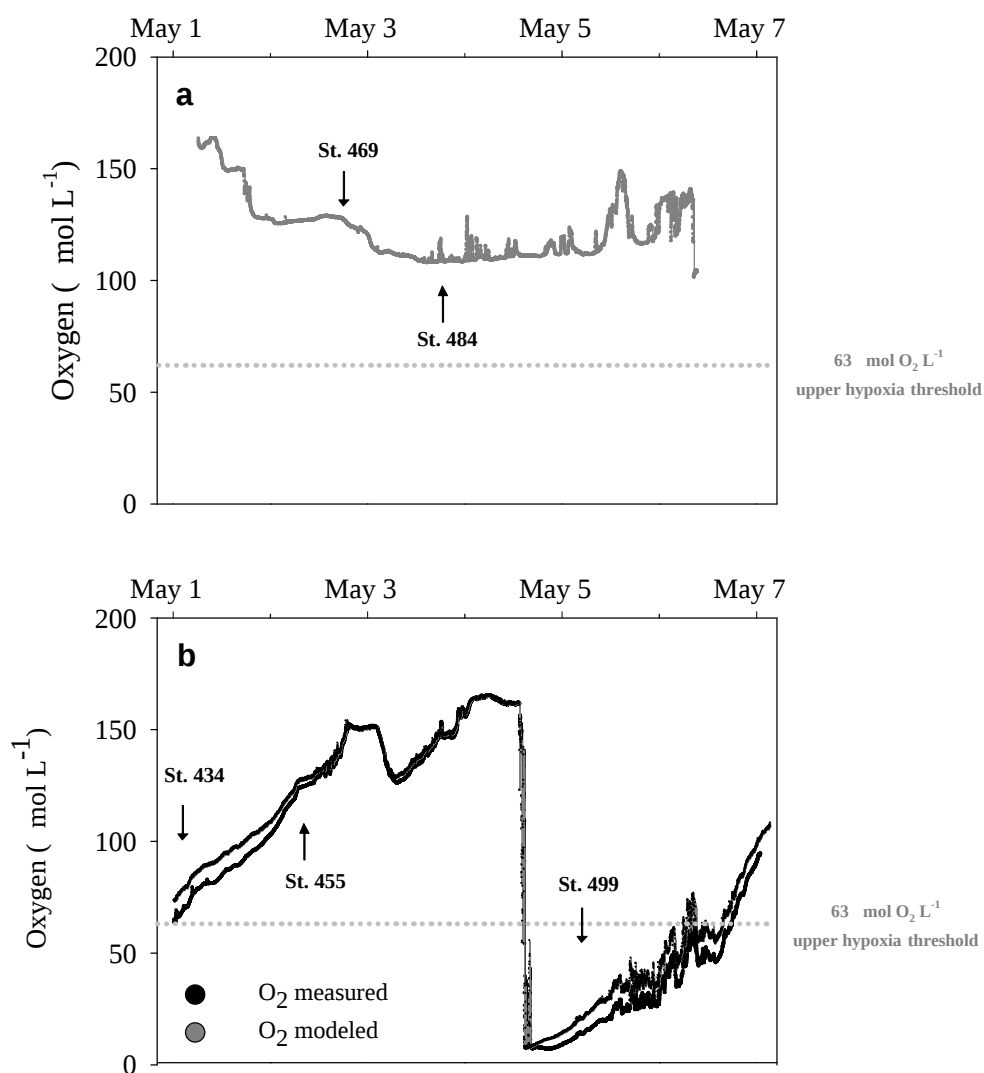 May 1 May 3 May 5 May 7
200
a
St. 469
150
Oxygen ( mol L-1)
100
St. 484
63 mol O2 L-1
upper hypoxia threshold
50
0
May 1 May 3 May 5 May 7
200
b
150
St. 434
Oxygen ( mol L-1)
100
St. 455
St. 499
63 mol O2 L-1
upper hypoxia threshold
50
O2 measured
O2 modeled
0